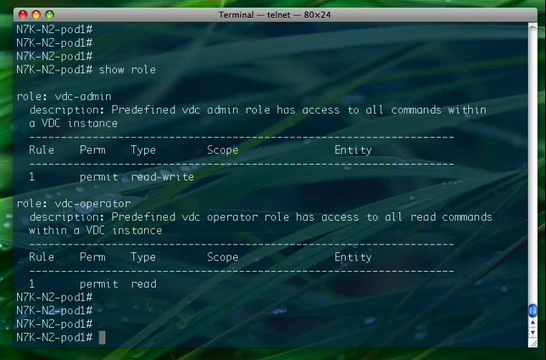 Terminal — telnet — 80×24
N7K-N2-pod1#
N7K-N2-pod1#
N7K-N2-pod1#
N7K-N2-pod1# show role
role: vdc-admin
description: Predefined vdc admin role has access to all commands within
a VDC instance
-------------------------------------------------------------------
Rule Perm Type Scope Entity
-------------------------------------------------------------------
1 permit read-write
role: vdc-operator
description: Predefined vdc operator role has access to all read commands
within a VDC instance
-------------------------------------------------------------------
Rule Perm Type Scope Entity
-------------------------------------------------------------------
1 permit read
N7K-N2-pod1#
N7K-N2-pod1#
N7K-N2-pod1#
N7K-N2-pod1#